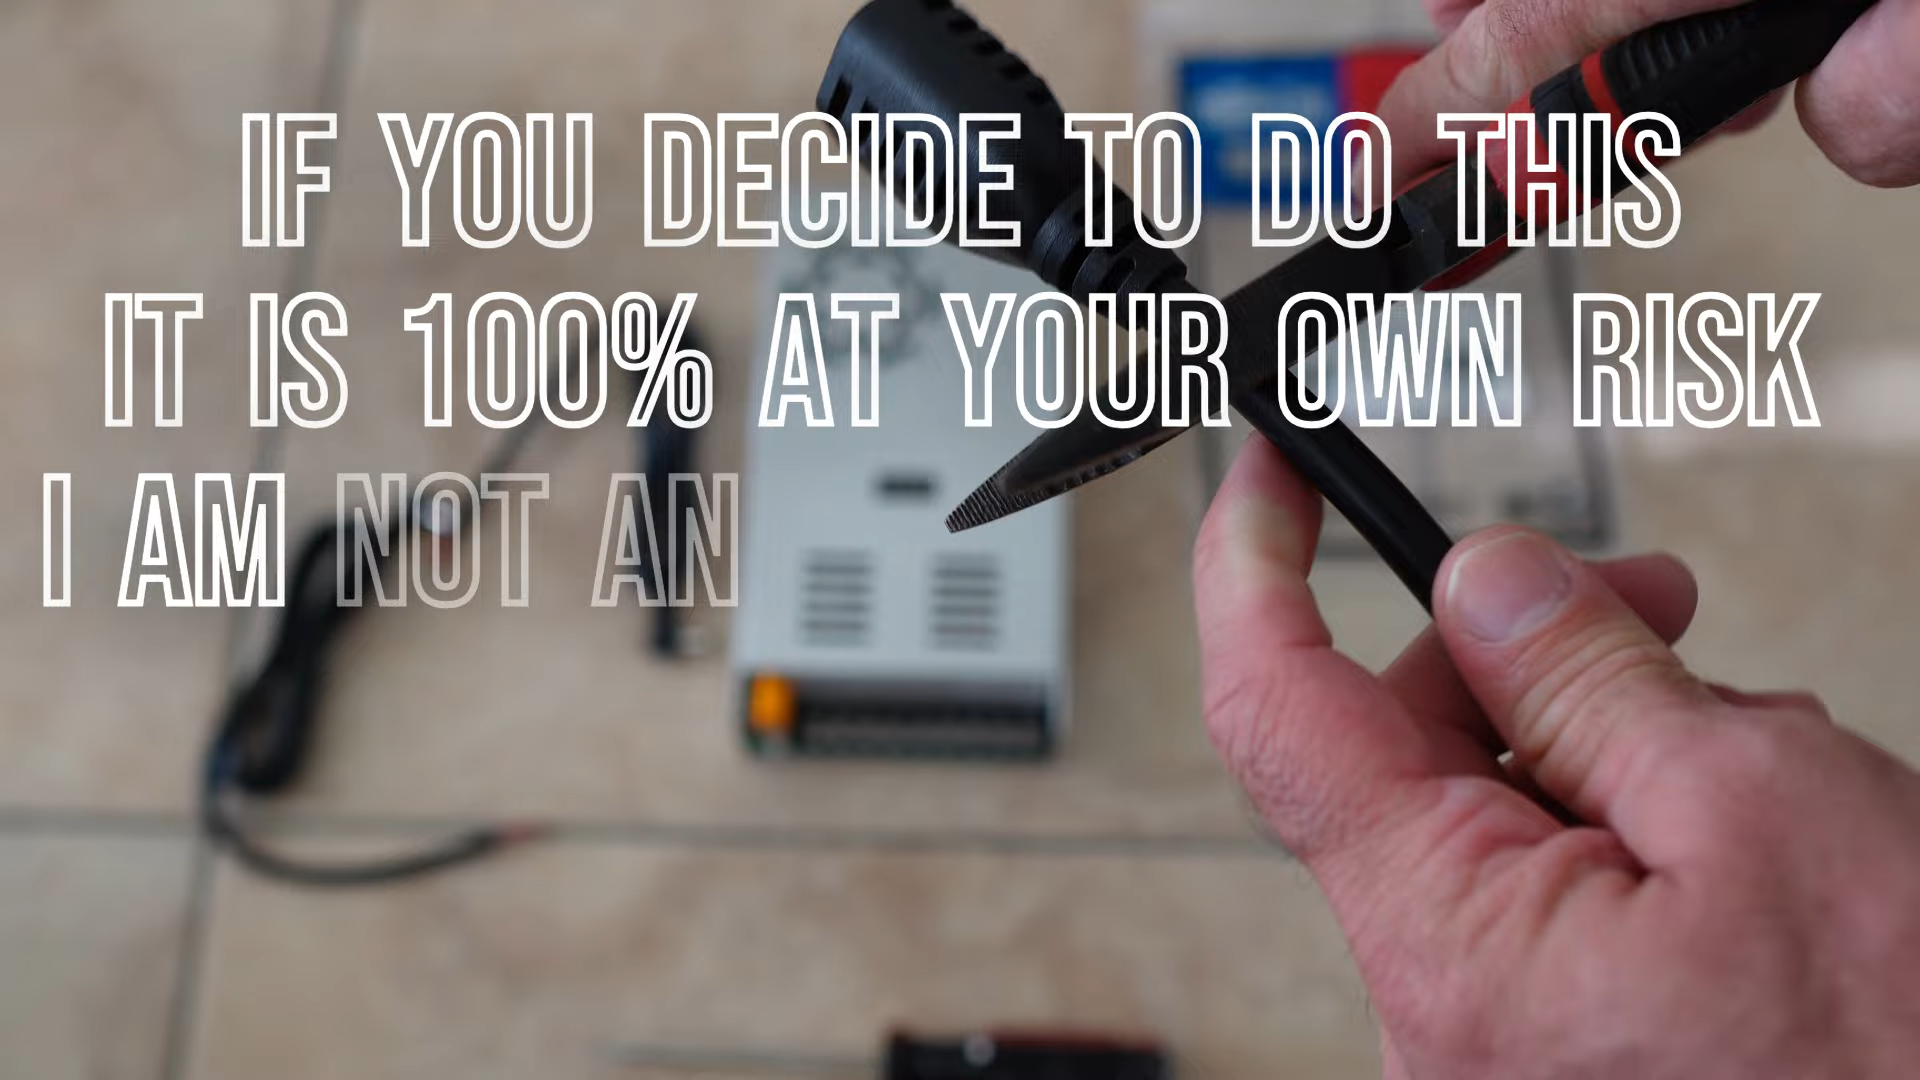 IF YOU DECIDE TO DO THIS
IT IS 100% AT YOUR OWN RISK
I AM NOT AN